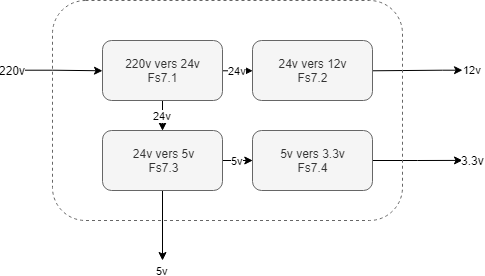 220v vers 24v
Fs7.1
24v vers 12v
Fs7.2
220v
24v
12v
24v
24v vers 5v
Fs7.3
5v vers 3.3v
Fs7.4
5v
3.3v
5v